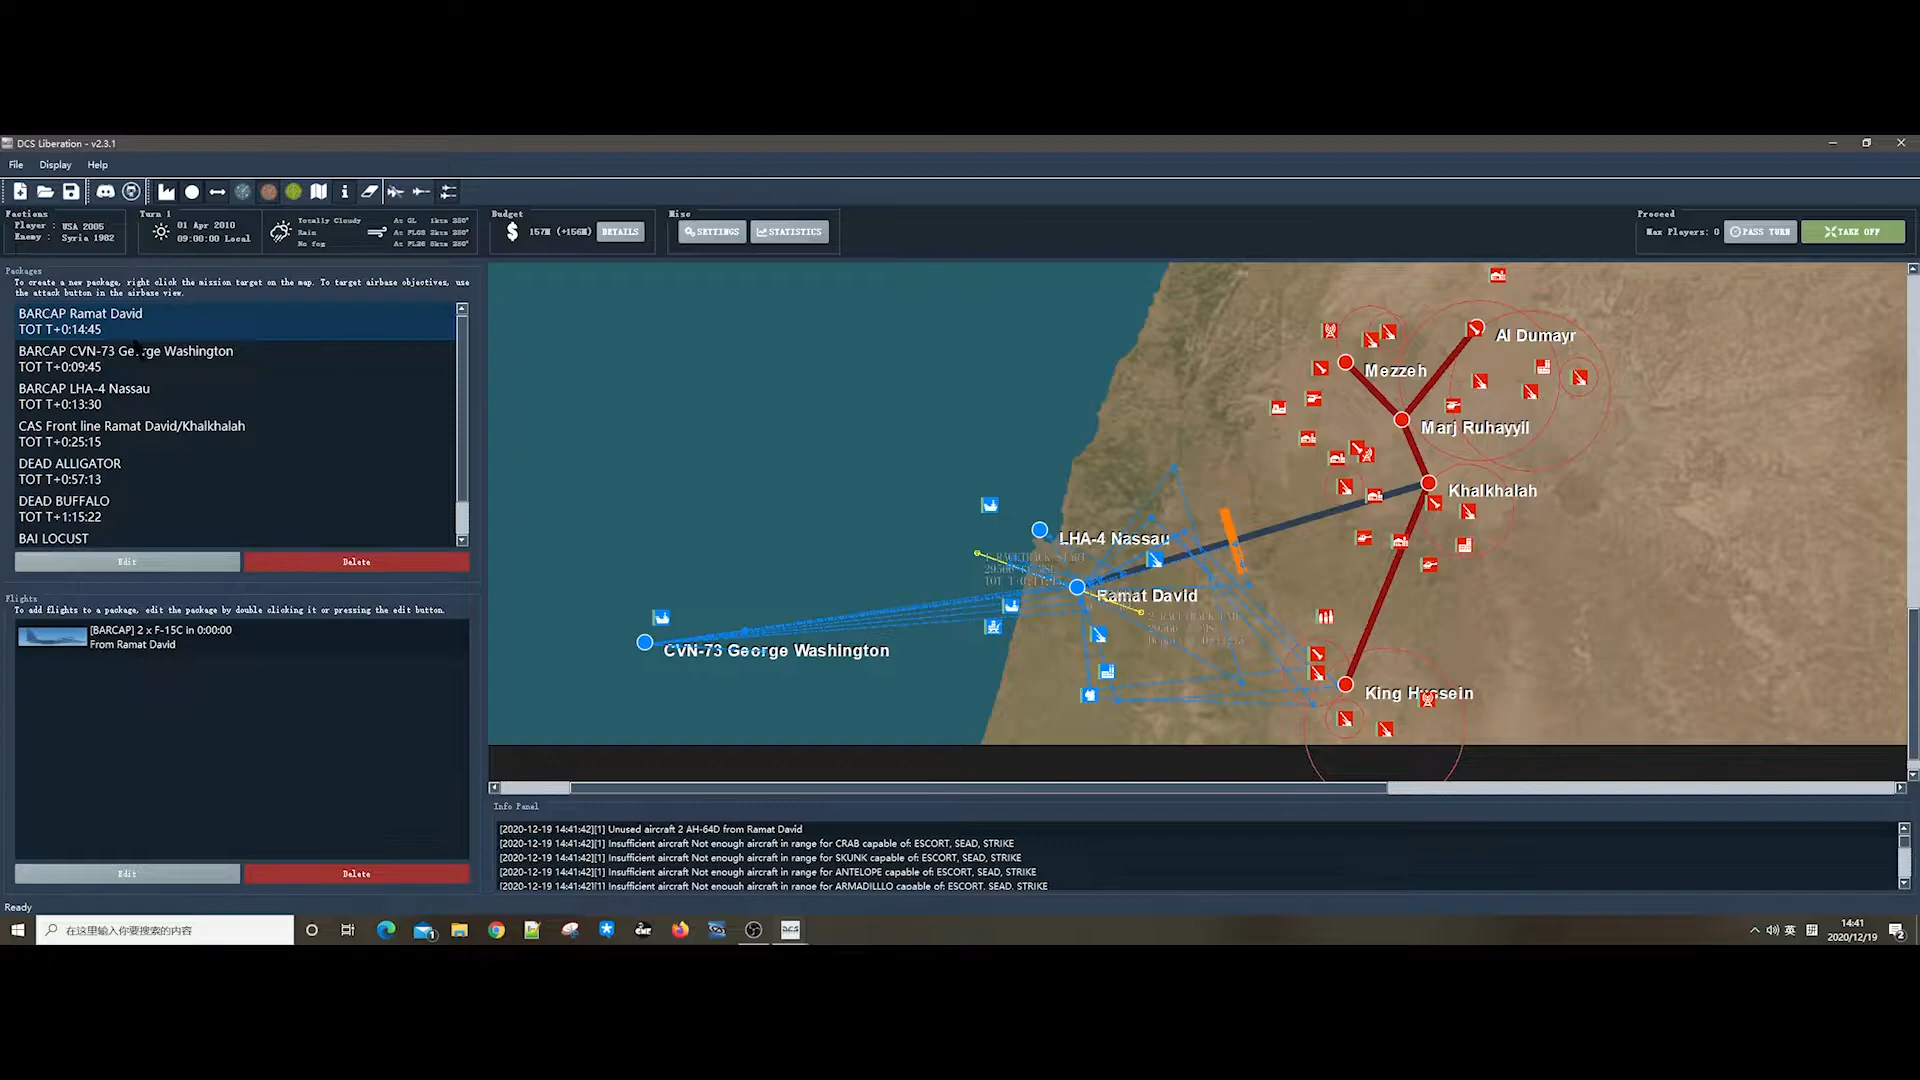 DCS Liberation - v2.3.1
File Display Help
Factions
Player : USA 2005
Enemy : Syria 1982
Turn 1
01 Apr 2010
09:00:00 Local
Totally Cloudy
Rain
No fog
At GL 1kts 280°
Budget
157M (+156M) DETAILS
Misc
SETTINGS STATISTICS
Proceed
Max Players: 0 PASS TURN TAKE OFF
Packages
To create a new package, right click the mission target on the map. To target airbase objectives, use
the attack button in the airbase view.
BARCAP Ramat David
TOT T+0:14:45
BARCAP CVN-73 George Washington
TOT T+0:09:45
BARCAP LHA-4 Nassau
TOT T+0:13:30
CAS Front line Ramat David/Khalkhalah
TOT T+0:25:15
DEAD ALLIGATOR
TOT T+0:57:13
DEAD BUFFALO
TOT T+1:15:22
BAI LOCUST
Edit Delete
Flights
To add flights to a package, edit the package by double clicking it or pressing the edit button.
[BARCAP] 2 x F-15C in 0:00:00
From Ramat David
Edit Delete
Al Dumayr
Mezzeh
Marj Ruhayyil
Khalkhalah
LHA-4 Nassau
Ramat David
CVN-73 George Washington
King Hussein
Info Panel
[2020-12-19 14:41:42][1] Unused aircraft 2 AH-64D from Ramat David
[2020-12-19 14:41:42][1] Insufficient aircraft Not enough aircraft in range for CRAB capable of: ESCORT, SEAD, STRIKE
[2020-12-19 14:41:42][1] Insufficient aircraft Not enough aircraft in range for SKUNK capable of: ESCORT, SEAD, STRIKE
[2020-12-19 14:41:42][1] Insufficient aircraft Not enough aircraft in range for ANTELOPE capable of: ESCORT, SEAD, STRIKE
[2020-12-19 14:41:42][1] Insufficient aircraft Not enough aircraft in range for ARMADILLLO capable of: ESCORT, SEAD, STRIKE
Ready
在这里输入你要搜索的内容
英
14:41
2020/12/19